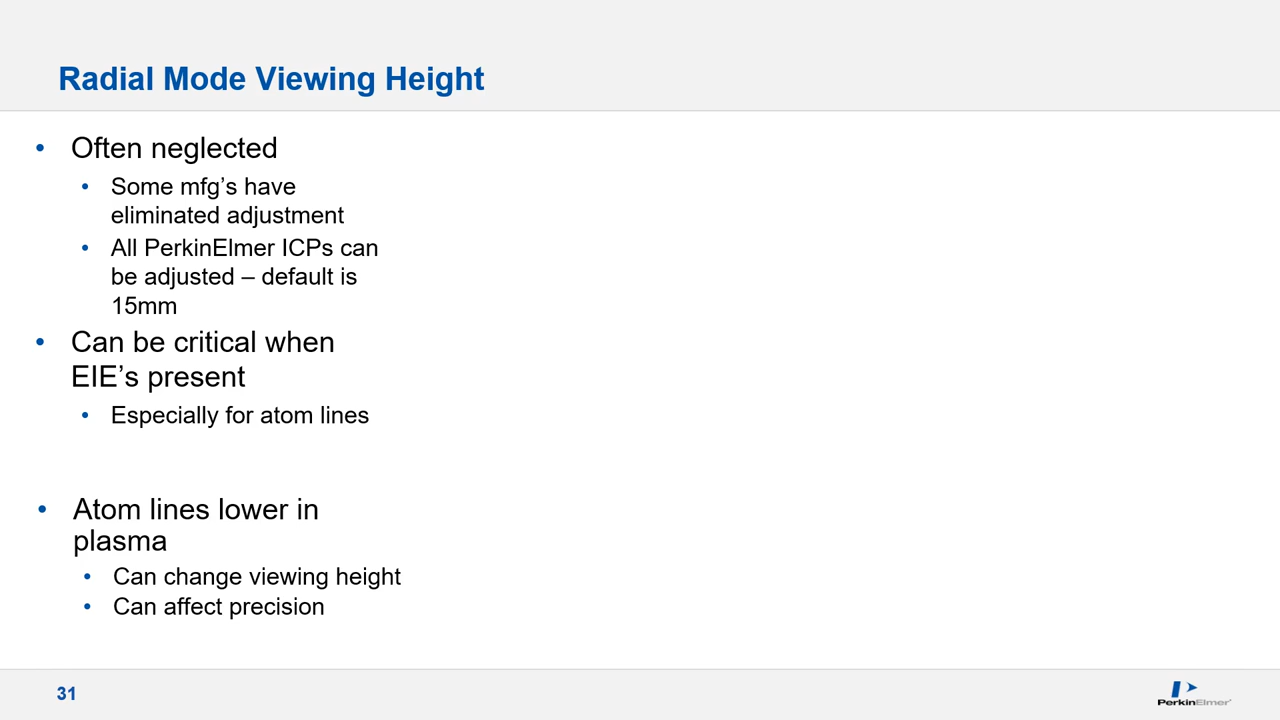 Radial Mode Viewing Height
• Often neglected
• Some mfg’s have
eliminated adjustment
• All PerkinElmer ICPs can
be adjusted – default is
15mm
• Can be critical when
EIE’s present
• Especially for atom lines
• Atom lines lower in
plasma
• Can change viewing height
• Can affect precision
31
PerkinElmer